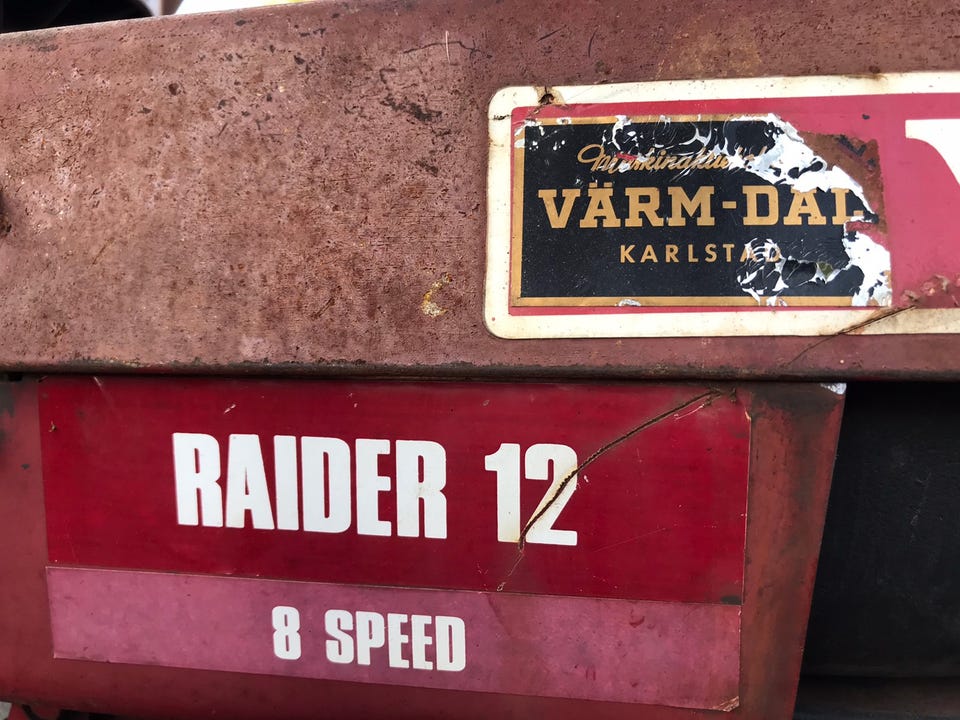 VÄRM-DAL
KARLSTAD
RAIDER 12
8 SPEED